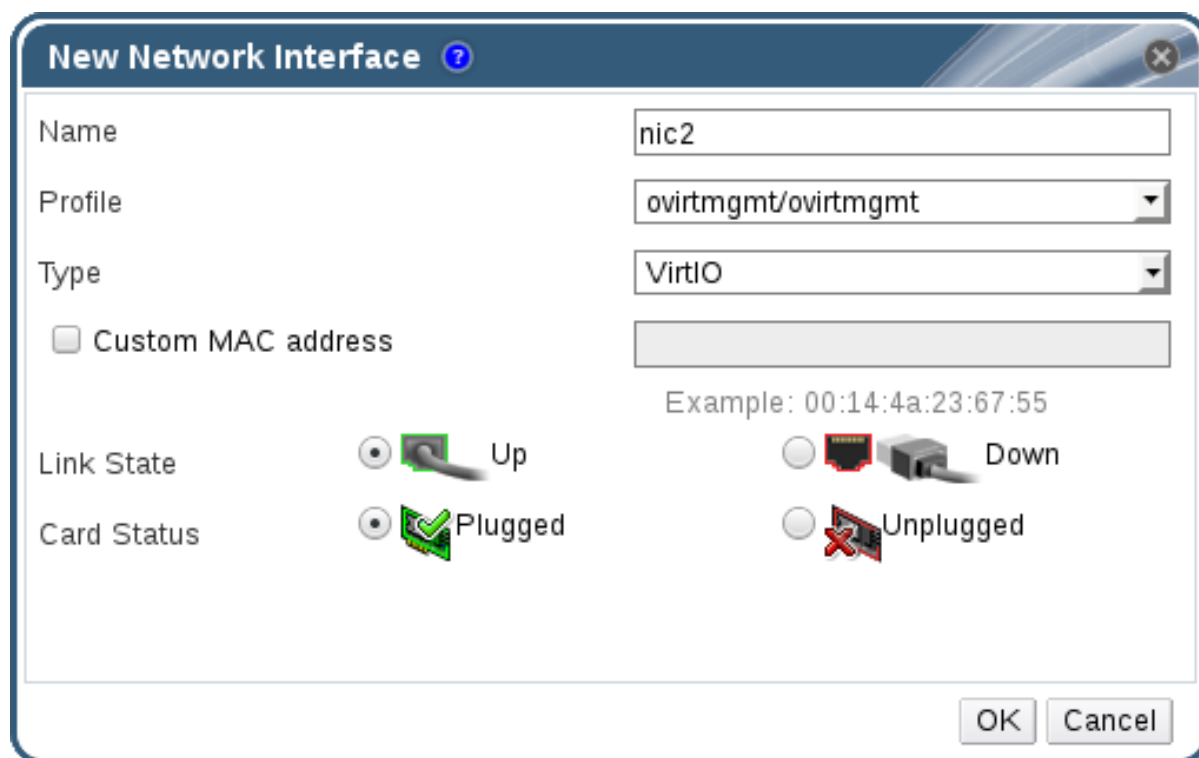 New Network Interface ?
Name nic2
Profile ovirtmgmt/ovirtmgmt
Type VirtIO
Custom MAC address
Example: 00:14:4a:23:67:55
Link State Up Down
Card Status Plugged Unplugged
OK Cancel